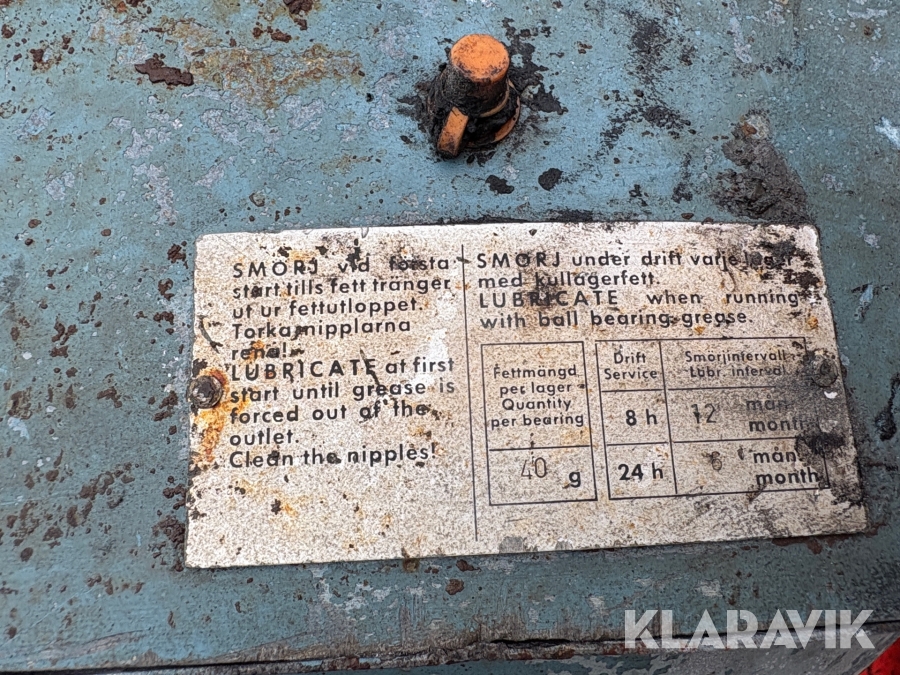 SMÖRJ vid första
start tills fett tränger
ut ur fettutloppet.
Torka nipplarna
rena!
LUBRICATE at first
start until grease is
forced out of the
outlet.
Clean the nipples!
SMÖRJ under drift varje lager
med kullagerfett.
LUBRICATE when running
with ball bearing grease.
Fettmängd
per lager
Quantity
per bearing
40 g
Drift
Service
Smörjintervall
Lubr. interval
8 h
12 mån.
month
24 h
6 mån.
month
KLARAVIK